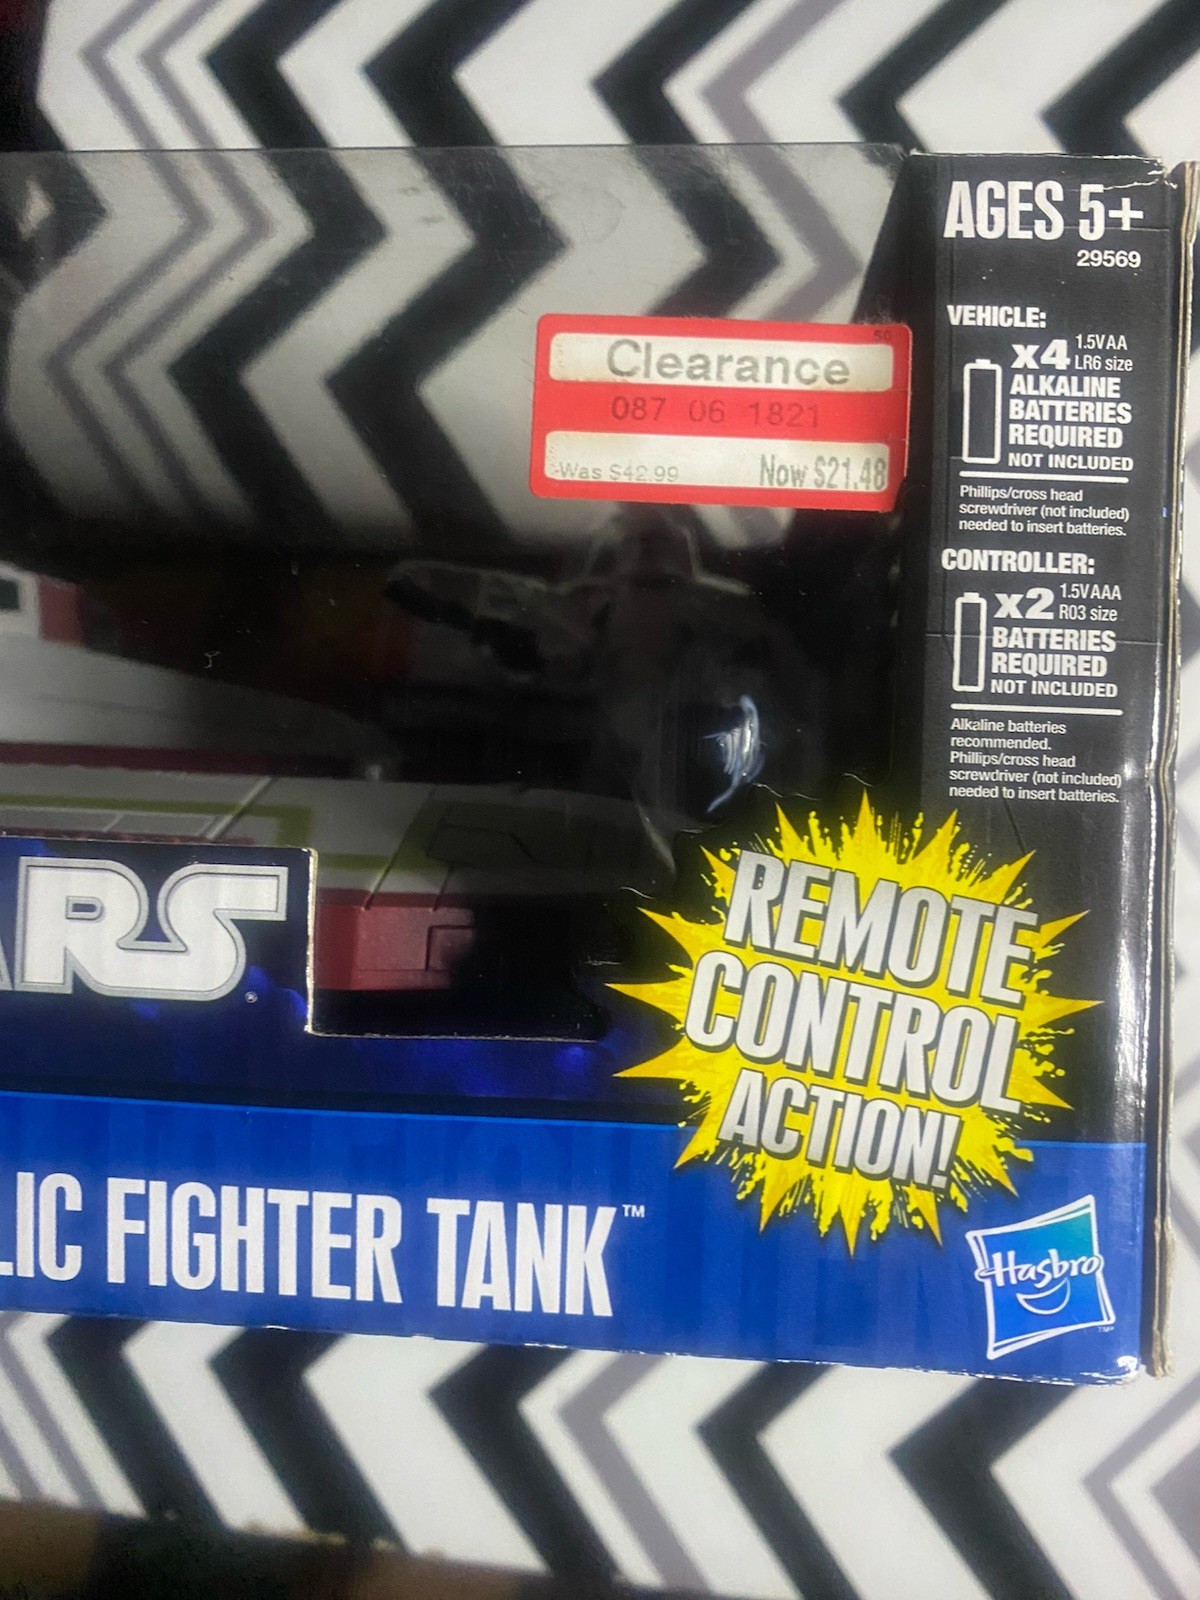 AGES 5+
29569
50
Clearance
087 06 1821
Was $42.99 Now $21.48
VEHICLE:
x4 1.5V AA
LR6 size
ALKALINE
BATTERIES
REQUIRED
NOT INCLUDED
Phillips/cross head
screwdriver (not included)
needed to insert batteries.
CONTROLLER:
x2 1.5V AAA
R03 size
BATTERIES
REQUIRED
NOT INCLUDED
Alkaline batteries
recommended.
Phillips/cross head
screwdriver (not included)
needed to insert batteries.
ARS®
REMOTE
CONTROL
ACTION!
LIC FIGHTER TANK™
Hasbro